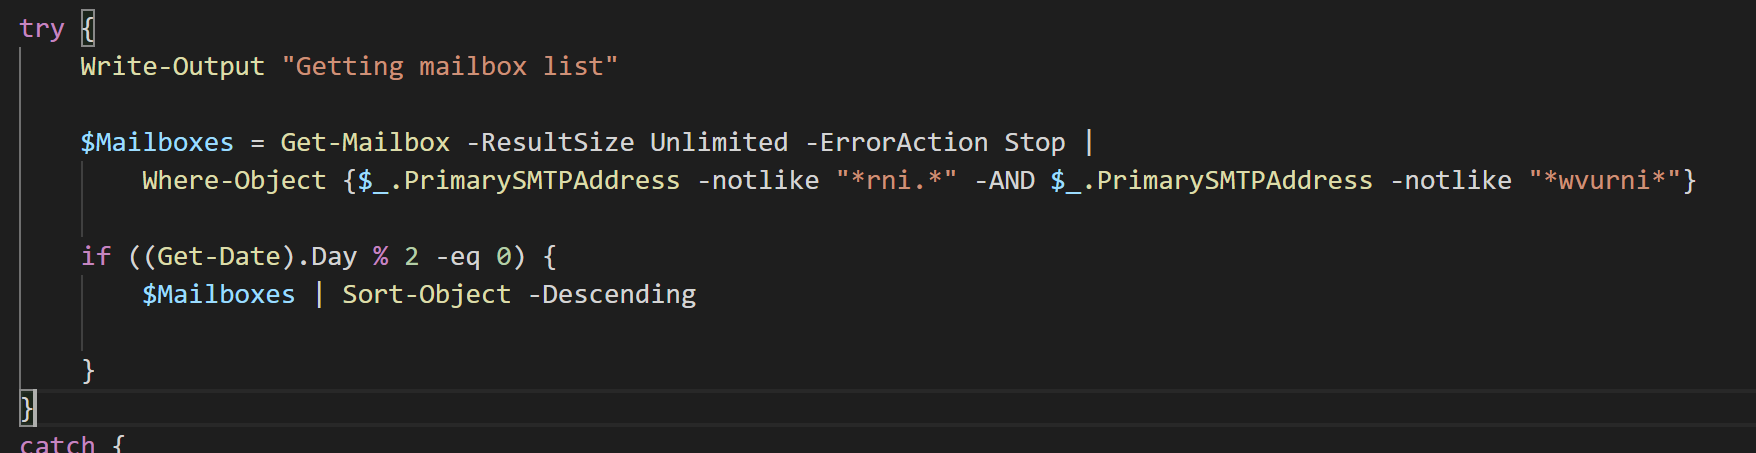 try {
    Write-Output "Getting mailbox list"
    $Mailboxes = Get-Mailbox -ResultSize Unlimited -ErrorAction Stop |
        Where-Object {$_.PrimarySMTPAddress -notlike "*rni.*" -AND $_.PrimarySMTPAddress -notlike "*wvurni*"}
    if ((Get-Date).Day % 2 -eq 0) {
        $Mailboxes | Sort-Object -Descending
    }
}
catch {